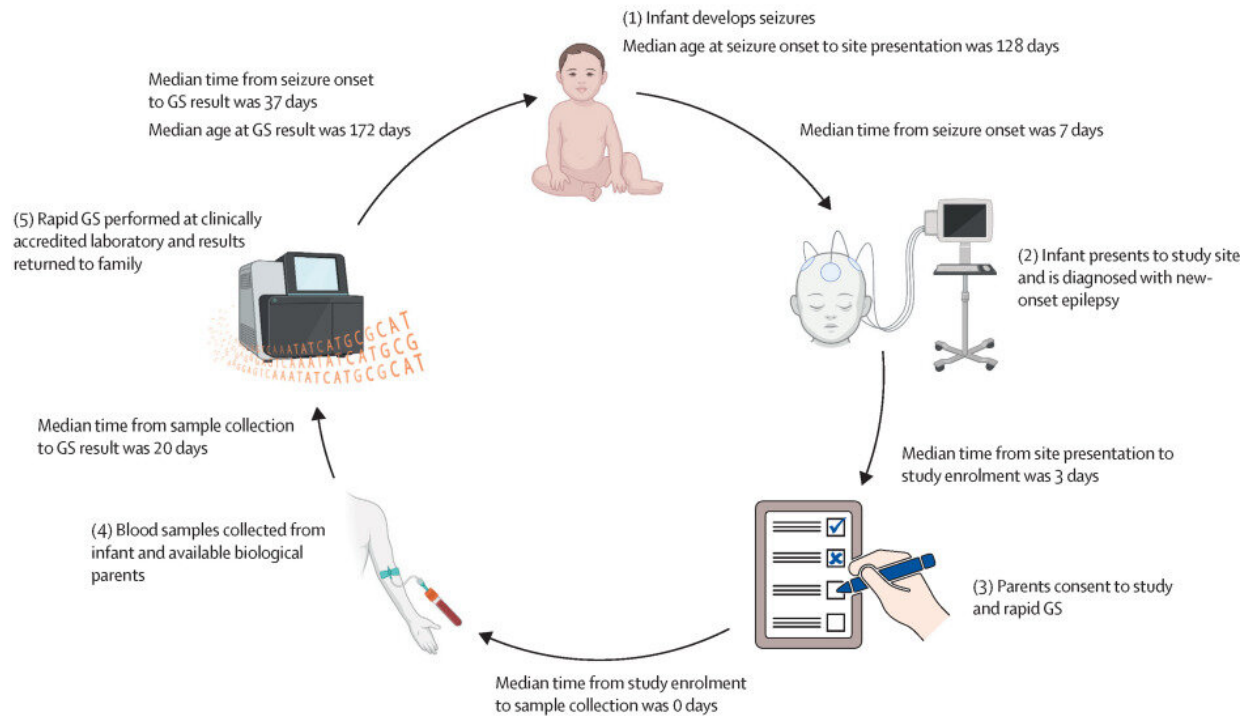 (1) Infant develops seizures
Median age at seizure onset to site presentation was 128 days
Median time from seizure onset was 7 days
(2) Infant presents to study site
and is diagnosed with new-
onset epilepsy
Median time from site presentation to
study enrolment was 3 days
(3) Parents consent to study
and rapid GS
Median time from study enrolment
to sample collection was 0 days
(4) Blood samples collected from
infant and available biological
parents
Median time from sample collection
to GS result was 20 days
(5) Rapid GS performed at clinically
accredited laboratory and results
returned to family
Median time from seizure onset
to GS result was 37 days
Median age at GS result was 172 days